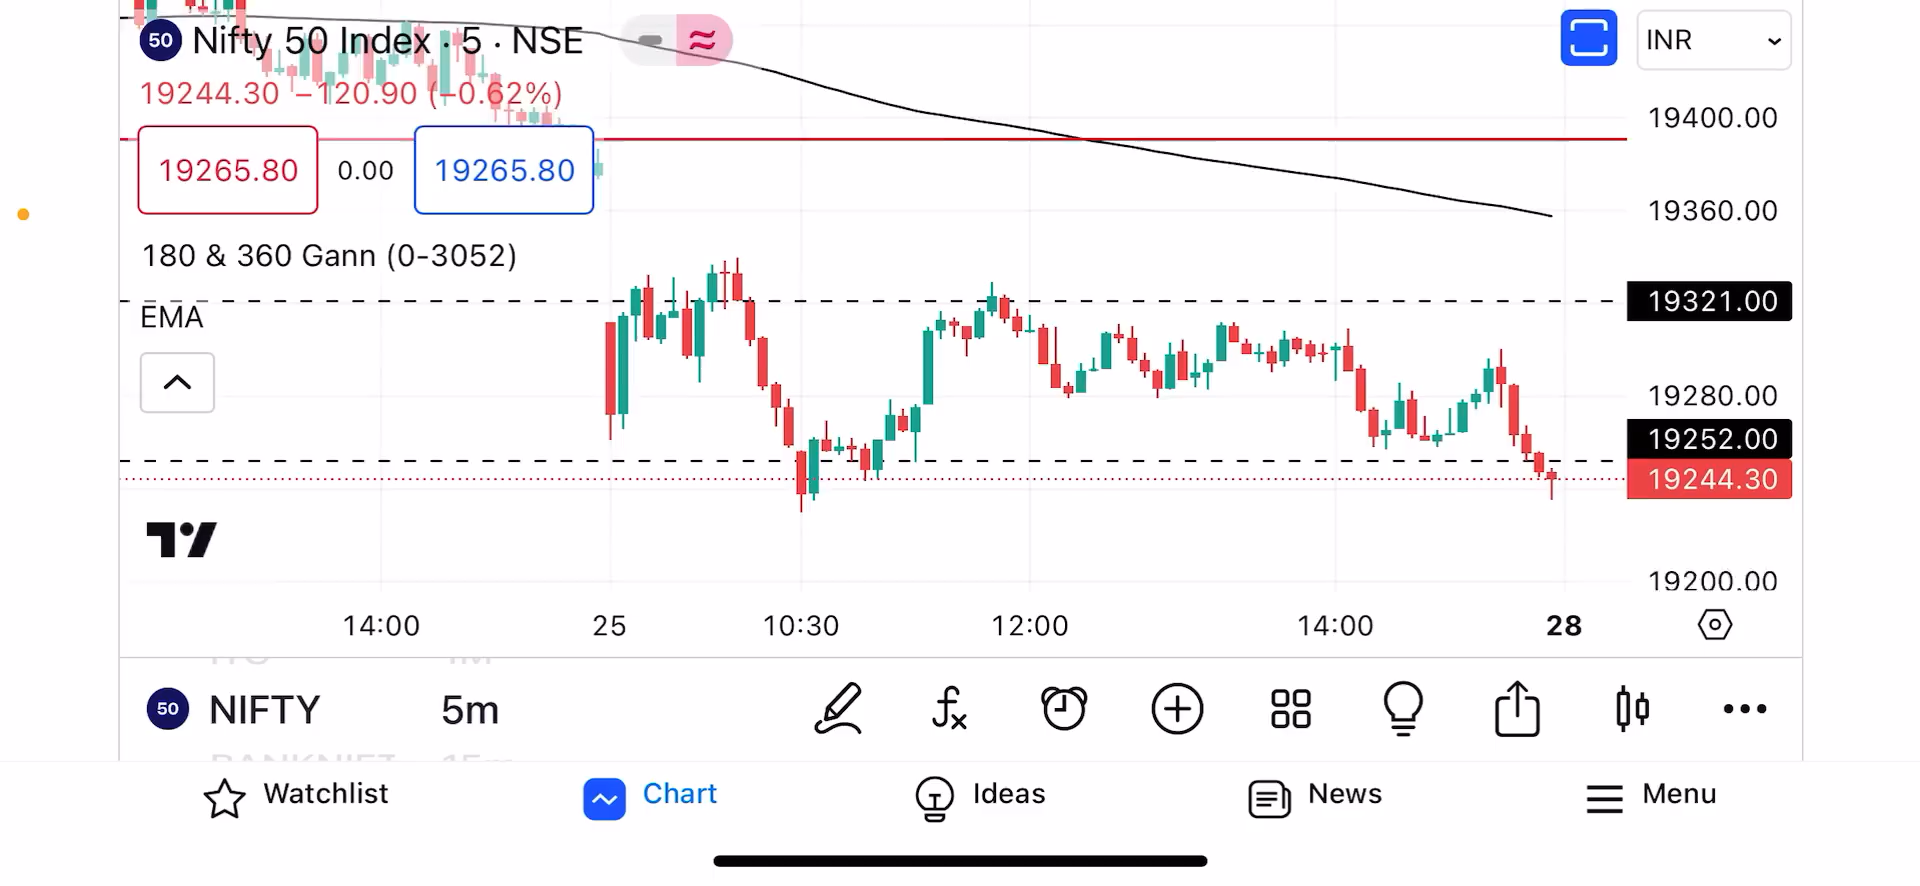 50 Nifty 50 Index · 5 · NSE
INR
19244.30 −120.90 (−0.62%)
19400.00
19265.80 0.00 19265.80
19360.00
180 & 360 Gann (0-3052)
19321.00
EMA
19280.00
19252.00
19244.30
19200.00
14:00 25 10:30 12:00 14:00 28
50 NIFTY 5m
Watchlist Chart Ideas News Menu